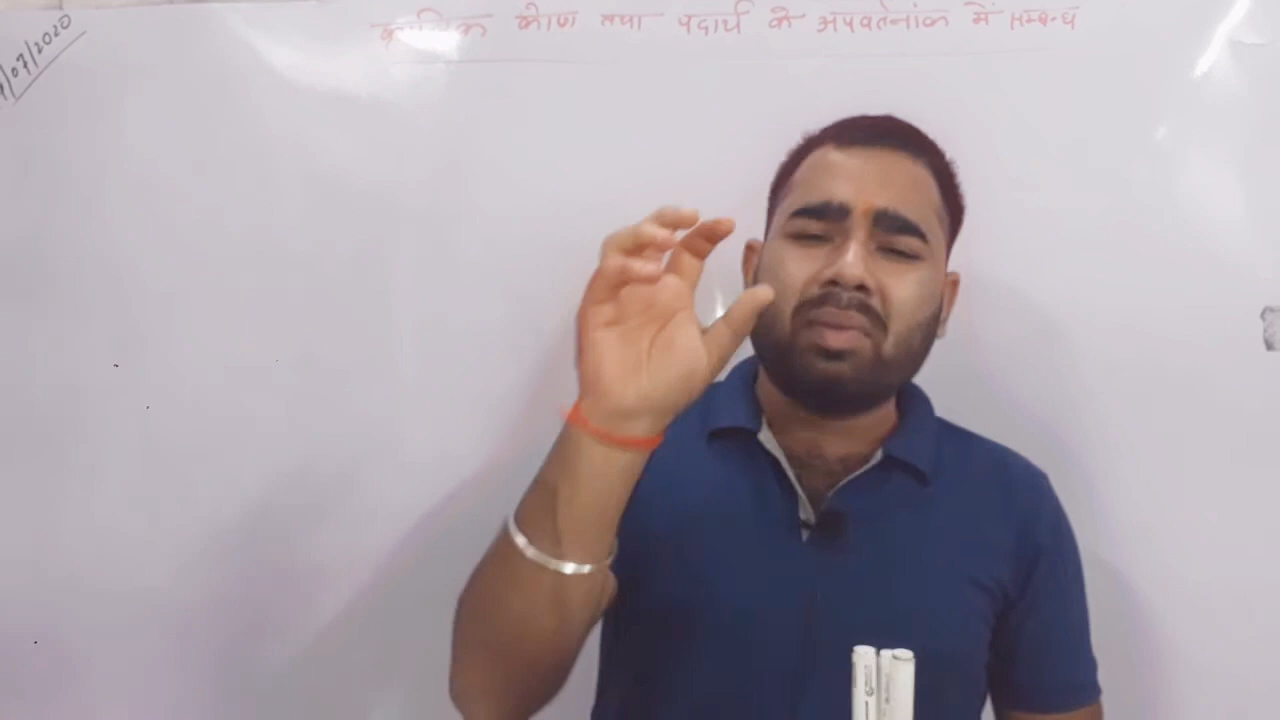 क्रान्तिक कोण तथा पदार्थ के अपवर्तनांक में सम्बन्ध
/07/2020